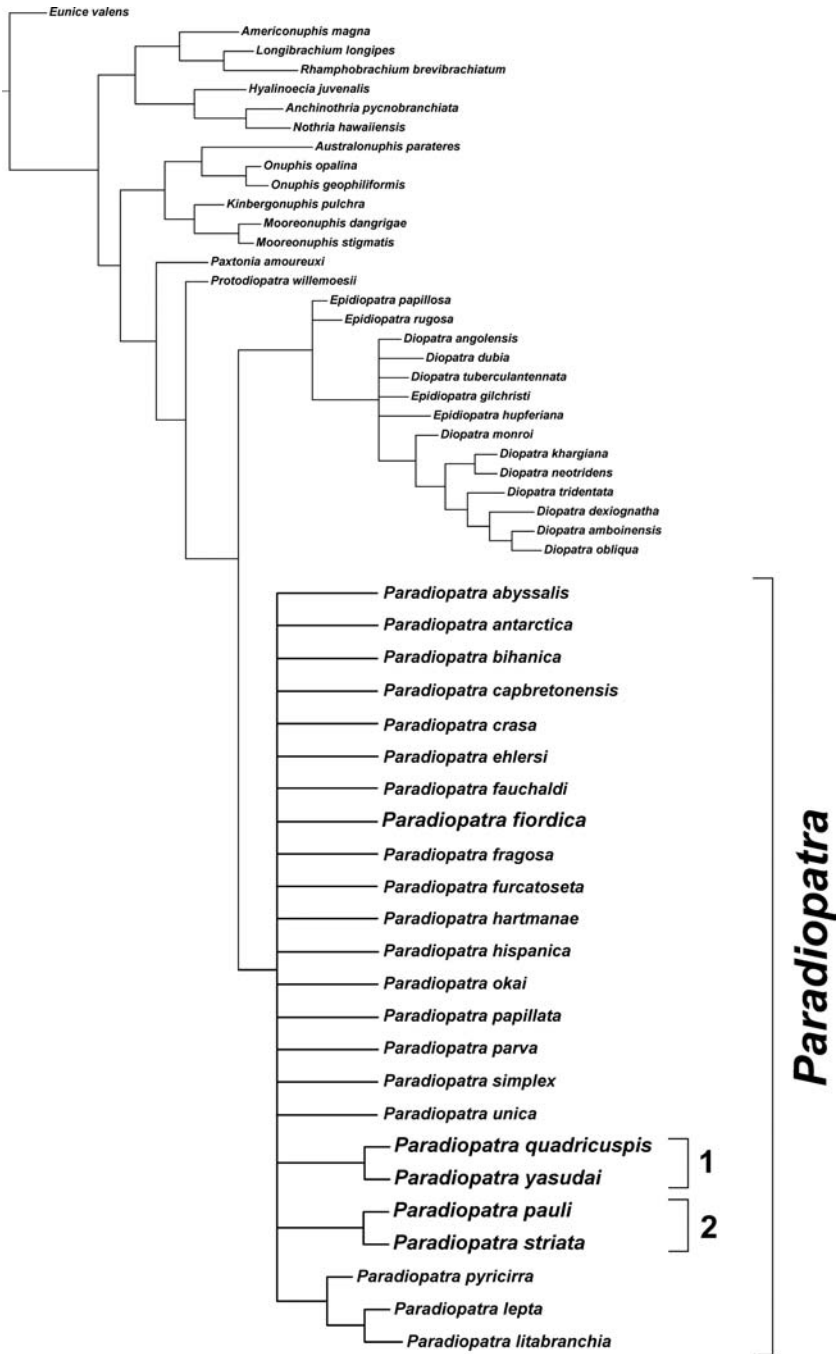 Eunice valens
Americonuphis magna
Longibrachium longipes
Rhamphobrachium brevibrachiatum
Hyalinoecia juvenalis
Anchinothria pycnobranchiata
Nothria hawaiiensis
Australonuphis parateres
Onuphis opalina
Onuphis geophiliformis
Kinbergonuphis pulchra
Mooreonuphis dangrigae
Mooreonuphis stigmatis
Paxtonia amoureuxi
Protodiopatra willemoesii
Epidiopatra papillosa
Epidiopatra rugosa
Diopatra angolensis
Diopatra dubia
Diopatra tuberculantennata
Epidiopatra gilchristi
Epidiopatra hupferiana
Diopatra monroi
Diopatra khargiana
Diopatra neotridens
Diopatra tridentata
Diopatra dexiognatha
Diopatra amboinensis
Diopatra obliqua
Paradiopatra abyssalis
Paradiopatra antarctica
Paradiopatra bihanica
Paradiopatra capbretonensis
Paradiopatra crasa
Paradiopatra ehlersi
Paradiopatra fauchaldi
Paradiopatra fiordica
Paradiopatra fragosa
Paradiopatra furcatoseta
Paradiopatra hartmanae
Paradiopatra hispanica
Paradiopatra okai
Paradiopatra papillata
Paradiopatra parva
Paradiopatra simplex
Paradiopatra unica
Paradiopatra quadricuspis
Paradiopatra yasudai
1
Paradiopatra pauli
Paradiopatra striata
2
Paradiopatra pyricirra
Paradiopatra lepta
Paradiopatra litabranchia
Paradiopatra